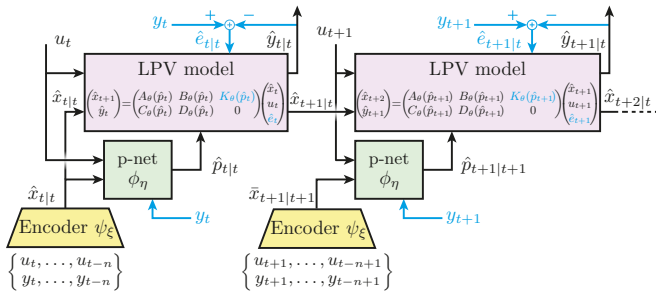 y_t + − y_{t+1} + −
u_t ê_{t|t} ŷ_{t|t} u_{t+1} ê_{t+1|t} ŷ_{t+1|t}
LPV model LPV model
(x̂_{t+1} ŷ_t) = (A_θ(p̂_t) B_θ(p̂_t) K_θ(p̂_t) C_θ(p̂_t) D_θ(p̂_t) 0) (x̂_t u_t ê_t)
(x̂_{t+2} ŷ_{t+1}) = (A_θ(p̂_{t+1}) B_θ(p̂_{t+1}) K_θ(p̂_{t+1}) C_θ(p̂_{t+1}) D_θ(p̂_{t+1}) 0) (x̂_{t+1} u_{t+1} ê_{t+1})
x̂_{t|t} x̂_{t+1|t} x̂_{t+2|t}
p-net p̂_{t|t} p-net p̂_{t+1|t+1}
ϕ_η ϕ_η
x̂_{t|t} y_t x̄_{t+1|t+1} y_{t+1}
Encoder ψ_ξ Encoder ψ_ξ
{u_t, . . . , u_{t−n} {u_{t+1}, . . . , u_{t−n+1}
y_t, . . . , y_{t−n}} y_{t+1}, . . . , y_{t−n+1}}